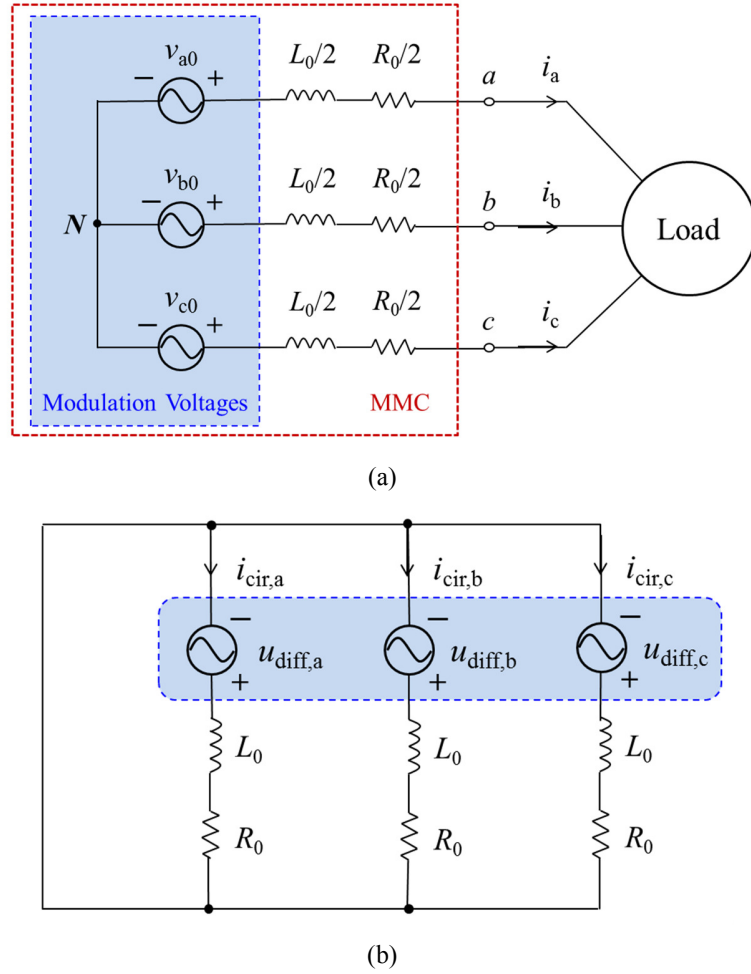 v_a0 L_0/2 R_0/2 a i_a
− +
v_b0 L_0/2 R_0/2 b i_b
N − + Load
v_c0 L_0/2 R_0/2 c i_c
− +
Modulation Voltages MMC
(a)
i_cir,a i_cir,b i_cir,c
− − −
u_diff,a u_diff,b u_diff,c
+ + +
L_0 L_0 L_0
R_0 R_0 R_0
(b)